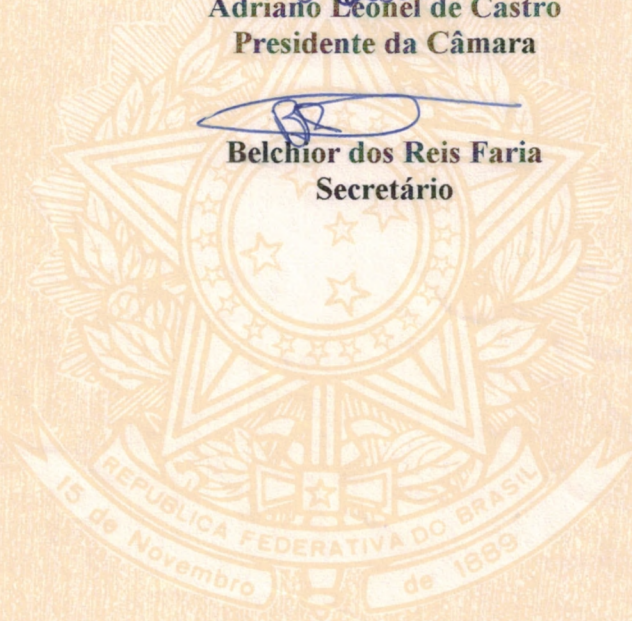 Adriano Leonel de Castro
Presidente da Câmara
Belchior dos Reis Faria
Secretário
REPUBLICA FEDERATIVA DO BRASIL
15 de Novembro de 1889